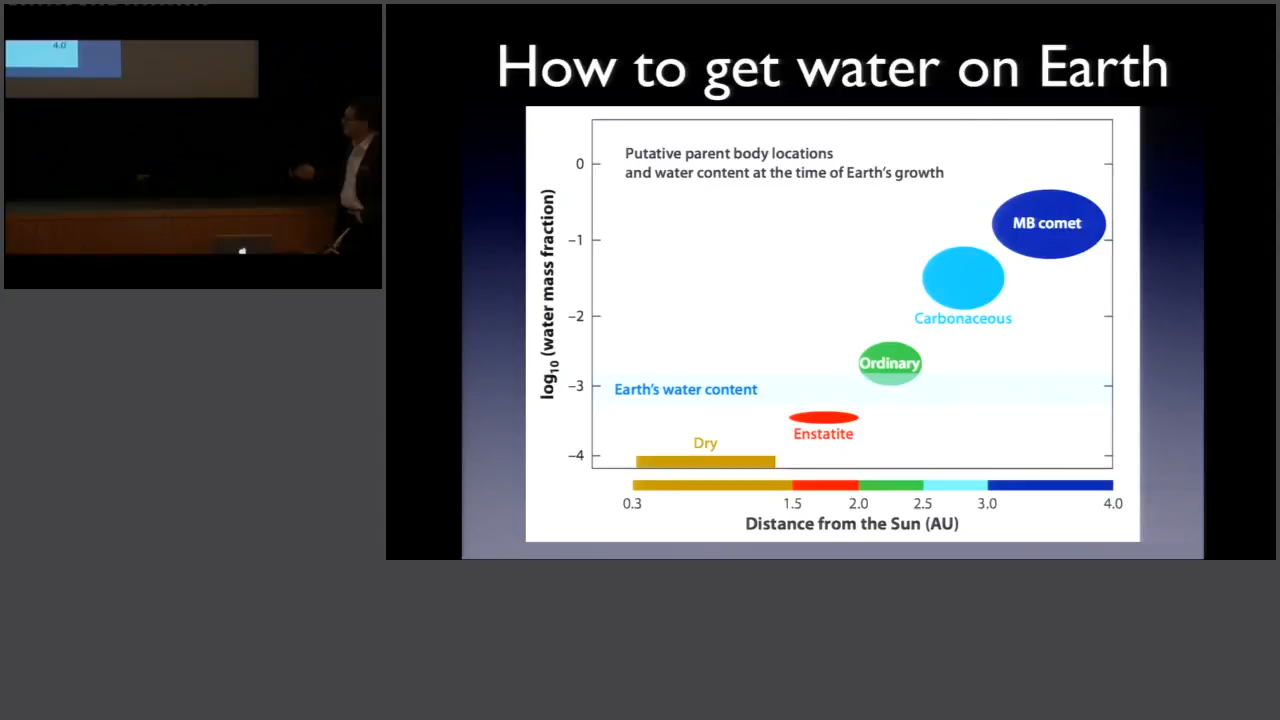 4.0
How to get water on Earth
Putative parent body locations
and water content at the time of Earth's growth
log10 (water mass fraction)
0
−1
−2
−3
−4
MB comet
Carbonaceous
Ordinary
Earth's water content
Enstatite
Dry
0.3 1.5 2.0 2.5 3.0 4.0
Distance from the Sun (AU)